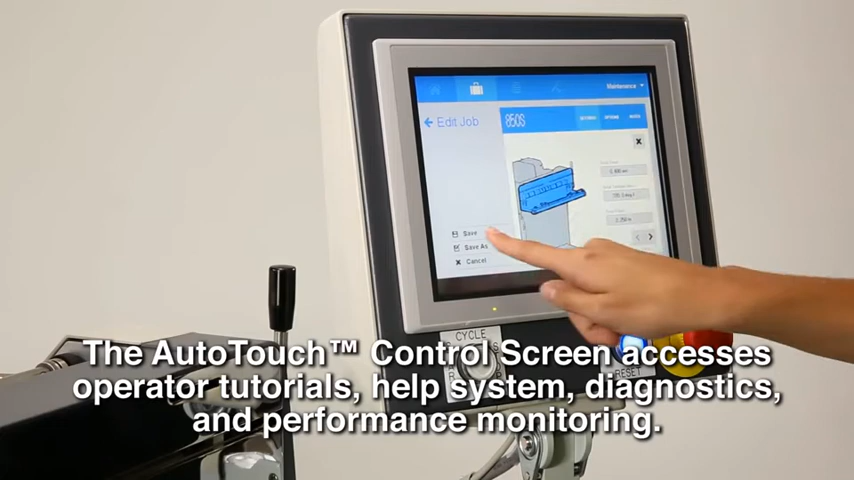 Maintenance
← Edit Job
850S
Save
Save As
Cancel
CYCLE
RESET
The AutoTouch™ Control Screen accesses
operator tutorials, help system, diagnostics,
and performance monitoring.